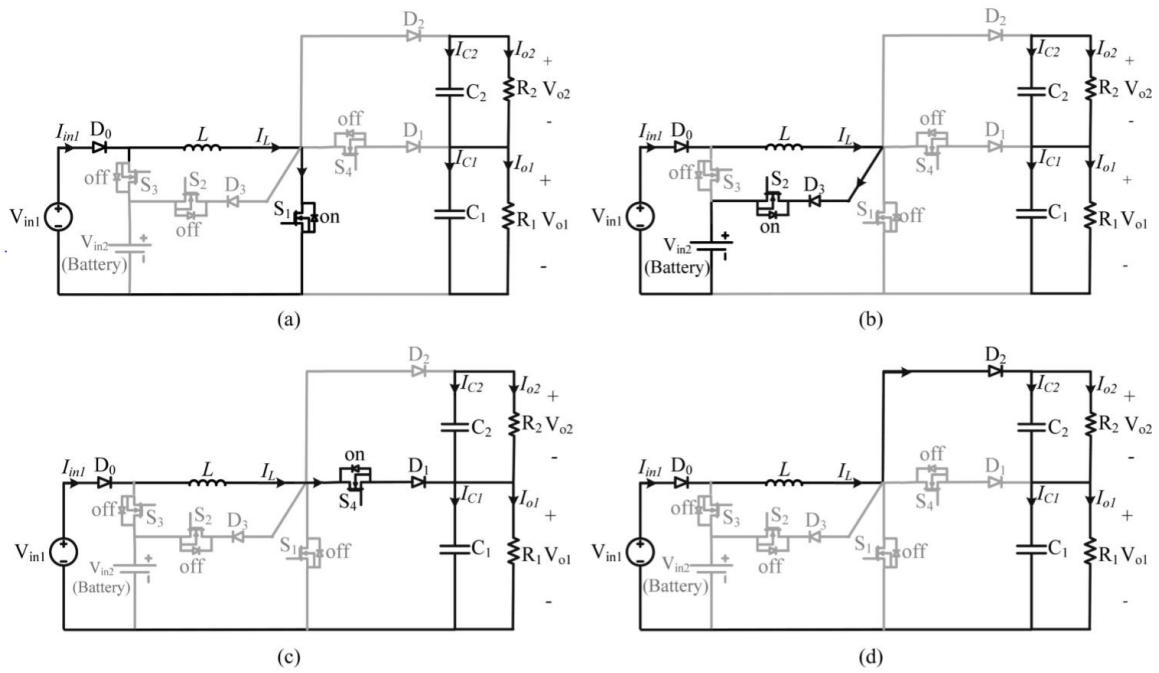 D2
IC2
Io2
+
C2
R2 Vo2
-
off
Iin1
D0
L
IL
D1
S4
IC1
Io1
off
S3
S2
D3
+
Vin1
S1
on
C1
R1 Vo1
off
Vin2
+
(Battery)
-
(a)
D2
IC2
Io2
+
C2
R2 Vo2
-
off
Iin1
D0
L
IL
D1
S4
IC1
Io1
off
S3
S2
D3
+
Vin1
S1
off
C1
R1 Vo1
on
Vin2
+
(Battery)
-
(b)
D2
IC2
Io2
+
C2
R2 Vo2
-
on
Iin1
D0
L
IL
D1
S4
IC1
Io1
off
S3
S2
D3
+
Vin1
S1
off
C1
R1 Vo1
off
Vin2
+
(Battery)
-
(c)
D2
IC2
Io2
+
C2
R2 Vo2
-
off
Iin1
D0
L
IL
D1
S4
IC1
Io1
off
S3
S2
D3
+
Vin1
S1
off
C1
R1 Vo1
off
Vin2
+
(Battery)
-
(d)